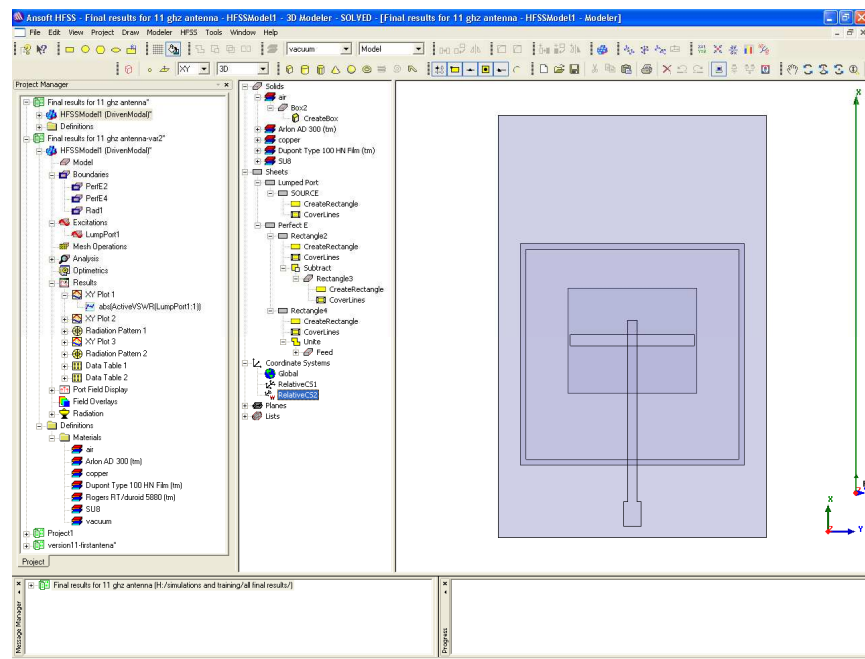 Ansoft HFSS - Final results for 11 ghz antenna - HFSSModel1 - 3D Modeler - SOLVED - [Final results for 11 ghz antenna - HFSSModel1 - Modeler]
File Edit View Project Draw Modeler HFSS Tools Window Help
vacuum Model
XY 3D
Project Manager
Final results for 11 ghz antenna*
HFSSModel1 (DrivenModal)*
Definitions
Final results for 11 ghz antenna-var2*
HFSSModel1 (DrivenModal)*
Model
Boundaries
PerfE2
PerfE4
Rad1
Excitations
LumpPort1
Mesh Operations
Analysis
Optimetrics
Results
XY Plot 1
abs(ActiveVSWR(LumpPort1:1))
XY Plot 2
Radiation Pattern 1
XY Plot 3
Radiation Pattern 2
Data Table 1
Data Table 2
Port Field Display
Field Overlays
Radiation
Definitions
Materials
air
Arlon AD 300 (tm)
copper
Dupont Type 100 HN Film (tm)
Rogers RT/duroid 5880 (tm)
SU8
vacuum
Project1
version11-firstantena*
Project
Solids
air
Box2
CreateBox
Arlon AD 300 (tm)
copper
Dupont Type 100 HN Film (tm)
SU8
Sheets
Lumped Port
SOURCE
CreateRectangle
CoverLines
Perfect E
Rectangle2
CreateRectangle
CoverLines
Subtract
Rectangle3
CreateRectangle
CoverLines
Rectangle4
CreateRectangle
CoverLines
Unite
Feed
Coordinate Systems
Global
RelativeCS1
RelativeCS2
Planes
Lists
X
X
Y
Message Manager
Final results for 11 ghz antenna (H:/simulations and training/all final results/)
Progress